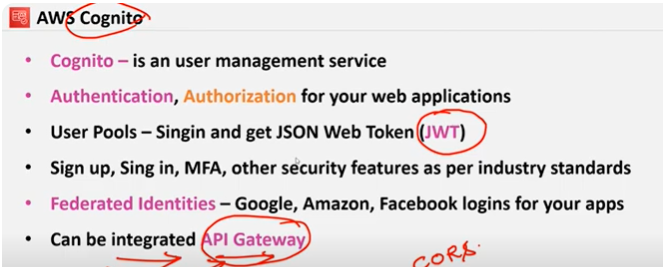 AWS Cognito
• Cognito – is an user management service
• Authentication, Authorization for your web applications
• User Pools – Singin and get JSON Web Token (JWT)
• Sign up, Sing in, MFA, other security features as per industry standards
• Federated Identities – Google, Amazon, Facebook logins for your apps
• Can be integrated API Gateway
CORS.